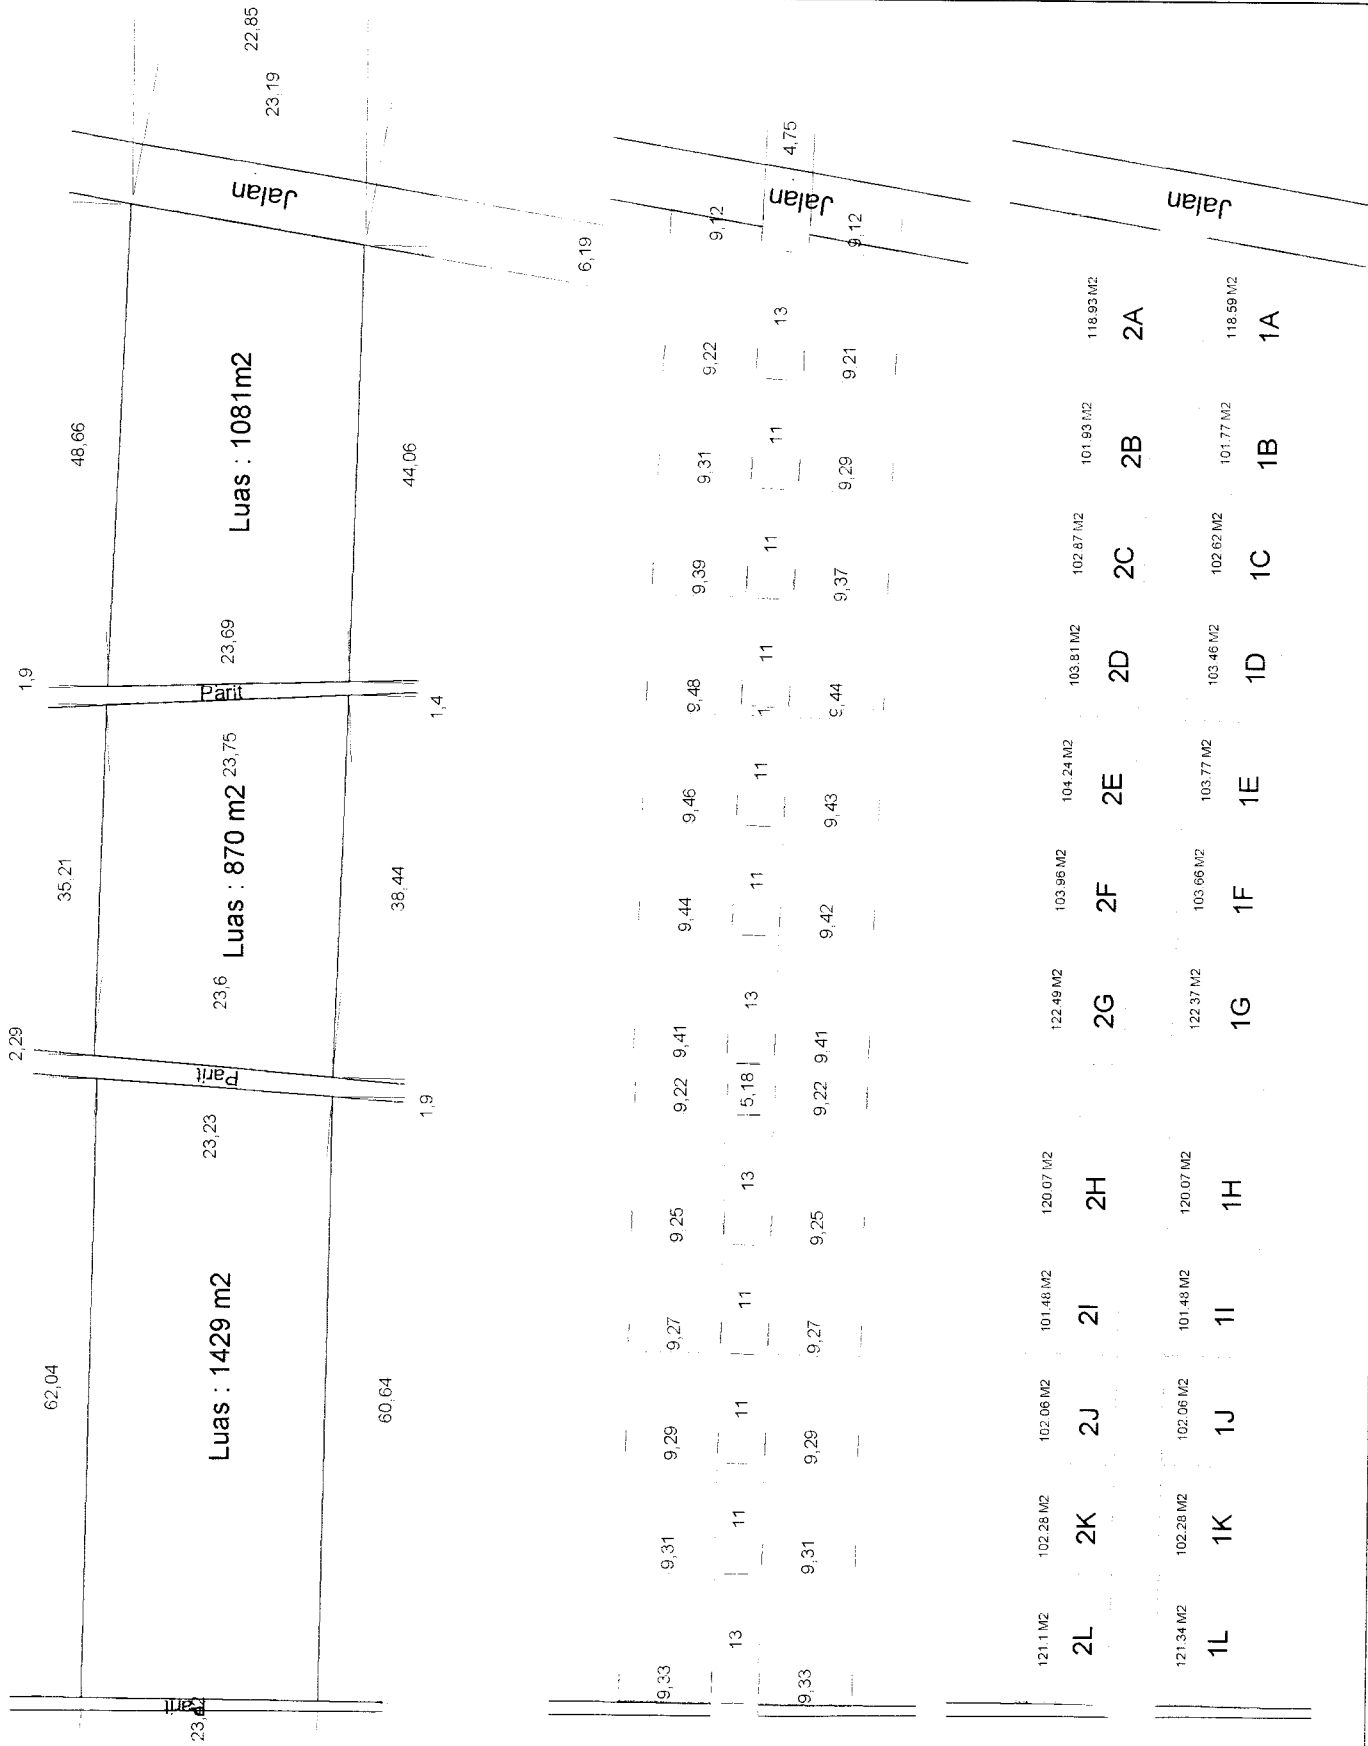 22,85
23,19
Jalan
6,19
48,66
Luas : 1081m2
44,06
23,69
1,9
Parit
1,4
23,75
35,21
Luas : 870 m2
38,44
23,6
2,29
Parit
1,9
23,23
62,04
Luas : 1429 m2
60,64
Parit
4,75
9,12
Jalan
9,12
13
9,22
9,21
11
9,31
9,29
11
9,39
9,37
11
9,48
9,44
11
9,46
9,43
11
9,44
9,42
13
9,41
9,41
9,22
5,18
9,22
13
9,25
9,25
11
9,27
9,27
11
9,29
9,29
11
9,31
9,31
13
9,33
9,33
Jalan
118.93 M2
2A
118.59 M2
1A
101.93 M2
2B
101.77 M2
1B
102.87 M2
2C
102.62 M2
1C
103.81 M2
2D
103.46 M2
1D
104.24 M2
2E
103.77 M2
1E
103.96 M2
2F
103.66 M2
1F
122.49 M2
2G
122.37 M2
1G
120.07 M2
2H
120.07 M2
1H
101.48 M2
2I
101.48 M2
1I
102.06 M2
2J
102.06 M2
1J
102.28 M2
2K
102.28 M2
1K
121.1 M2
2L
121.34 M2
1L